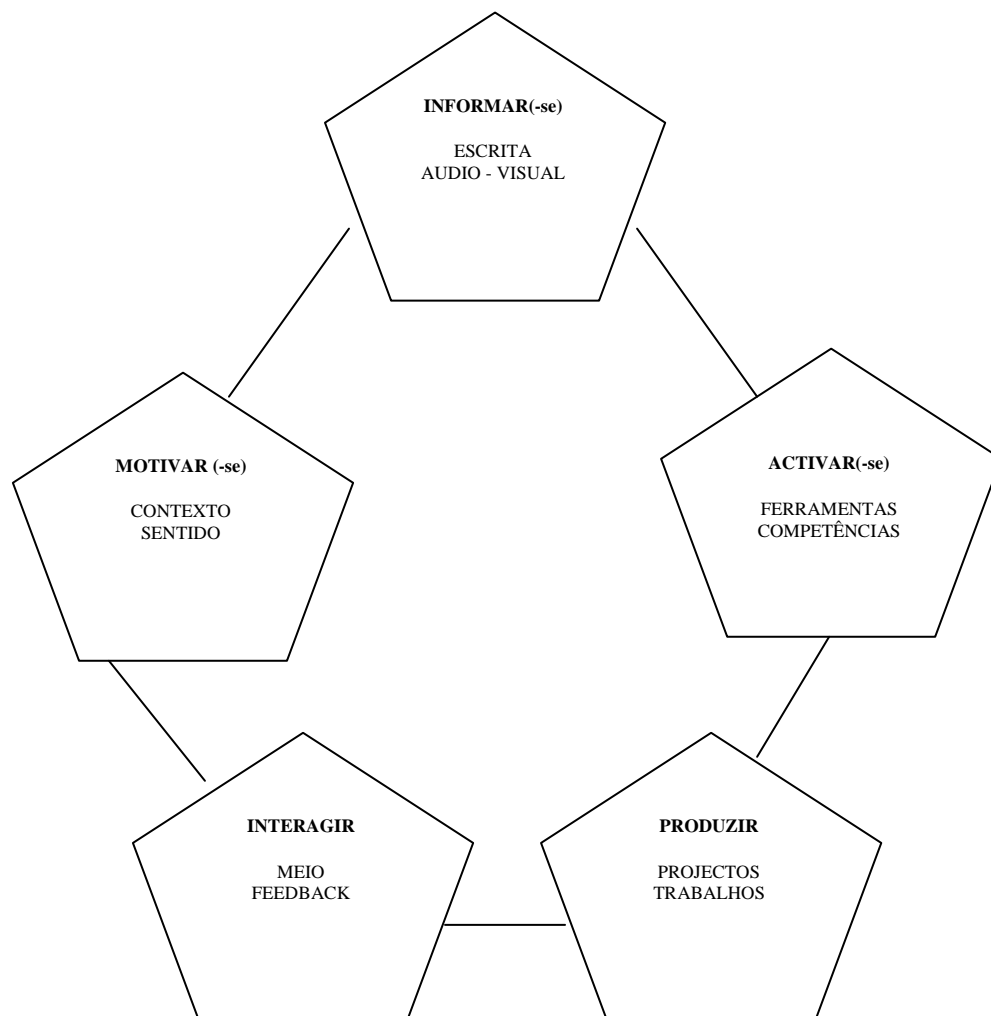 INFORMAR(-se)
ESCRITA
AUDIO - VISUAL
MOTIVAR (-se)
CONTEXTO
SENTIDO
ACTIVAR(-se)
FERRAMENTAS
COMPETÊNCIAS
INTERAGIR
MEIO
FEEDBACK
PRODUZIR
PROJECTOS
TRABALHOS